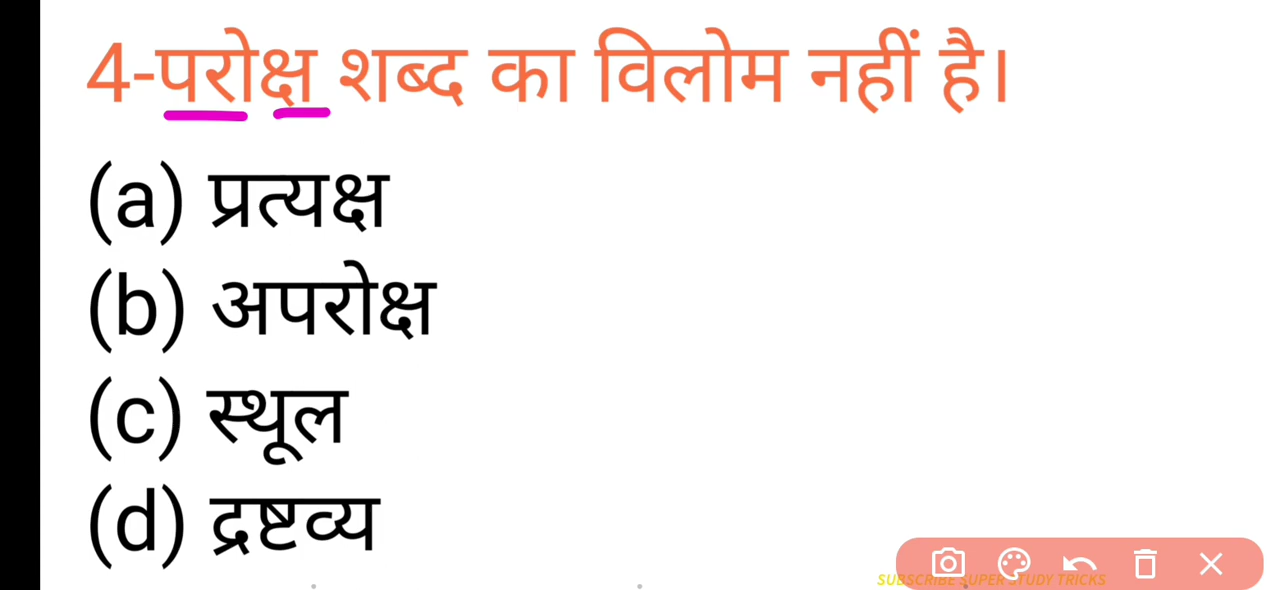 4-परोक्ष शब्द का विलोम नहीं है।
(a) प्रत्यक्ष
(b) अपरोक्ष
(c) स्थूल
(d) द्रष्टव्य
SUBSCRIBE SUPER STUDY TRICKS